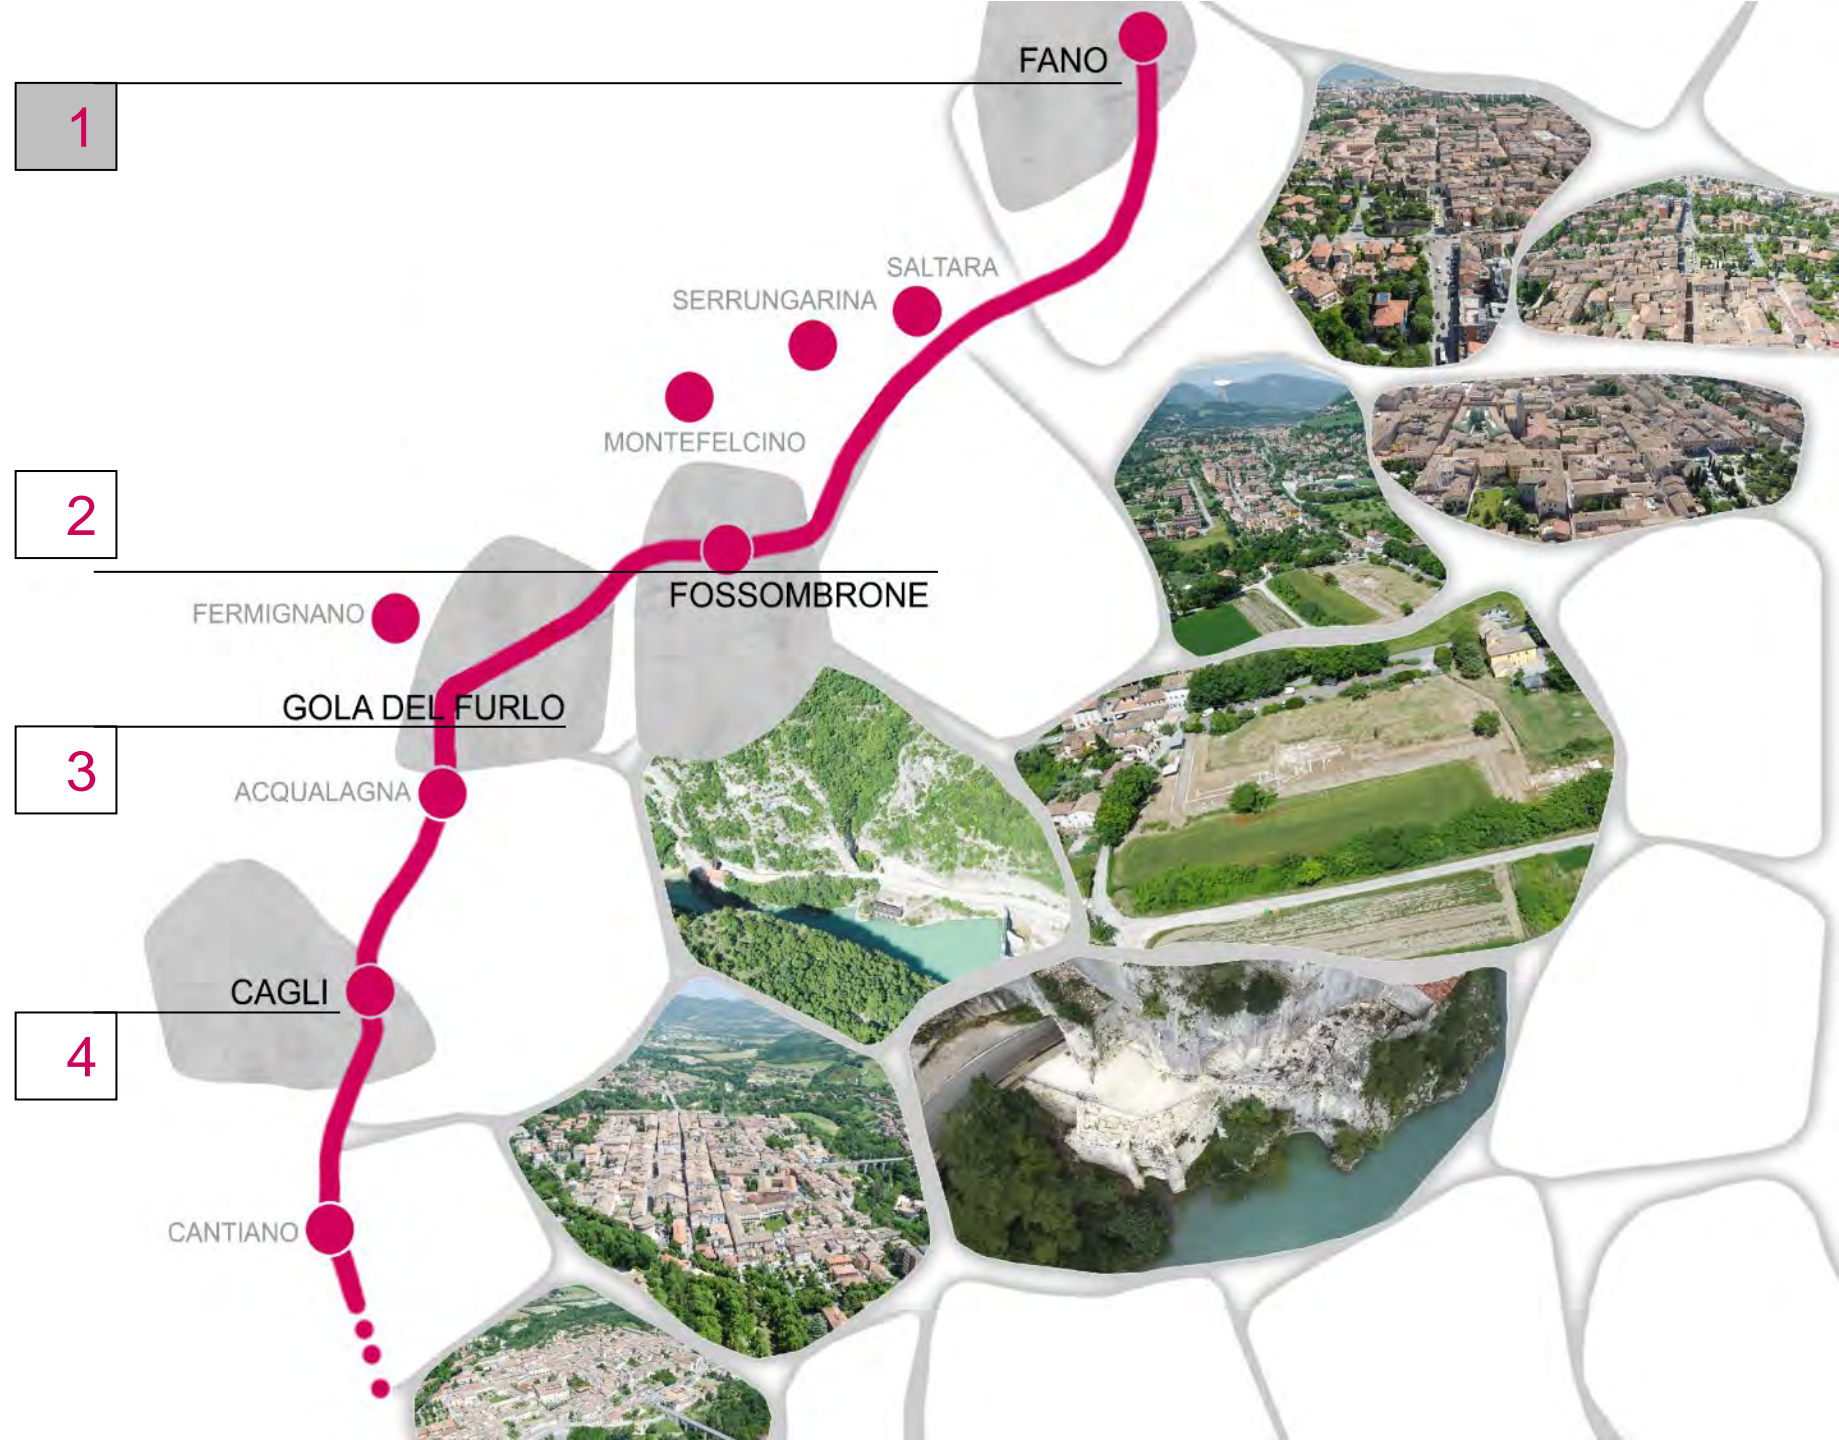 FANO
1
SALTARA
SERRUNGARINA
MONTEFELCINO
2
FOSSOMBRONE
FERMIGNANO
GOLA DEL FURLO
3
ACQUALAGNA
CAGLI
4
CANTIANO